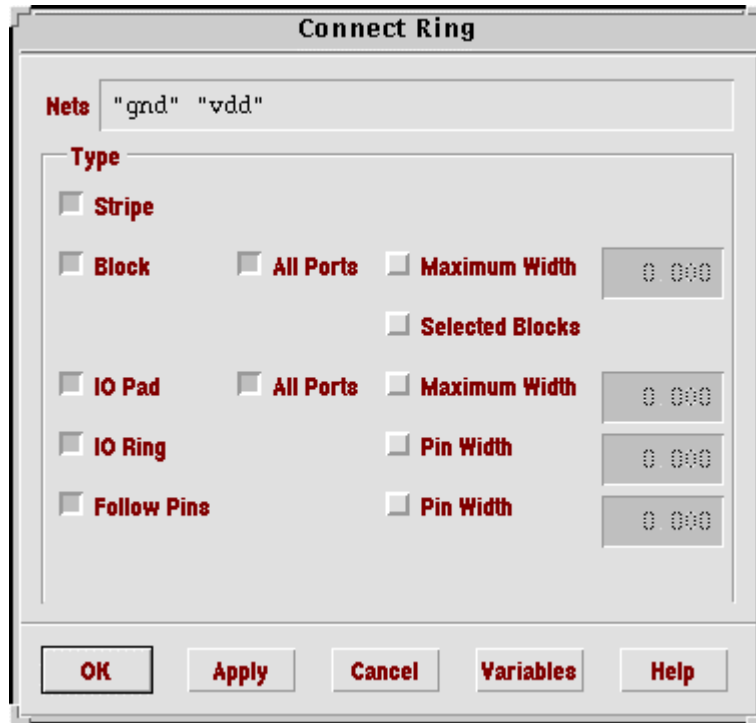 Connect Ring
Nets "gnd" "vdd"
Type
Stripe
Block All Ports Maximum Width 0.000
Selected Blocks
IO Pad All Ports Maximum Width 0.000
IO Ring Pin Width 0.000
Follow Pins Pin Width 0.000
OK Apply Cancel Variables Help